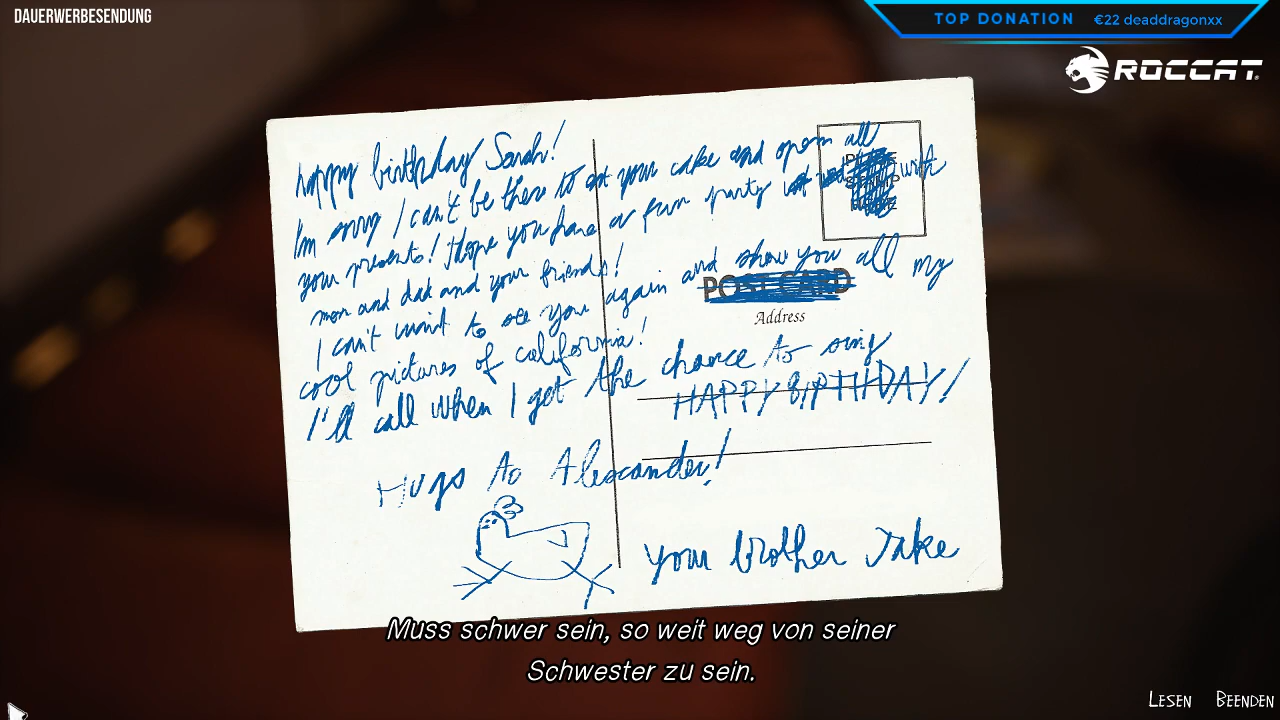 DAUERWERBESENDUNG
TOP DONATION €22 deaddragonxx
ROCCAT
happy birthday Sarah!
I'm sorry I can't be there to eat your cake and open all
your presents! I hope you have a fun party with
mom and dad and your friends!
I can't wait to see you again and show you all my
cool pictures of california!
I'll call when I get the chance to sing
HAPPY BIRTHDAY!
Hugs to Alexander!
your brother Jake
POST CARD
Address
Muss schwer sein, so weit weg von seiner
Schwester zu sein.
LESEN BEENDEN